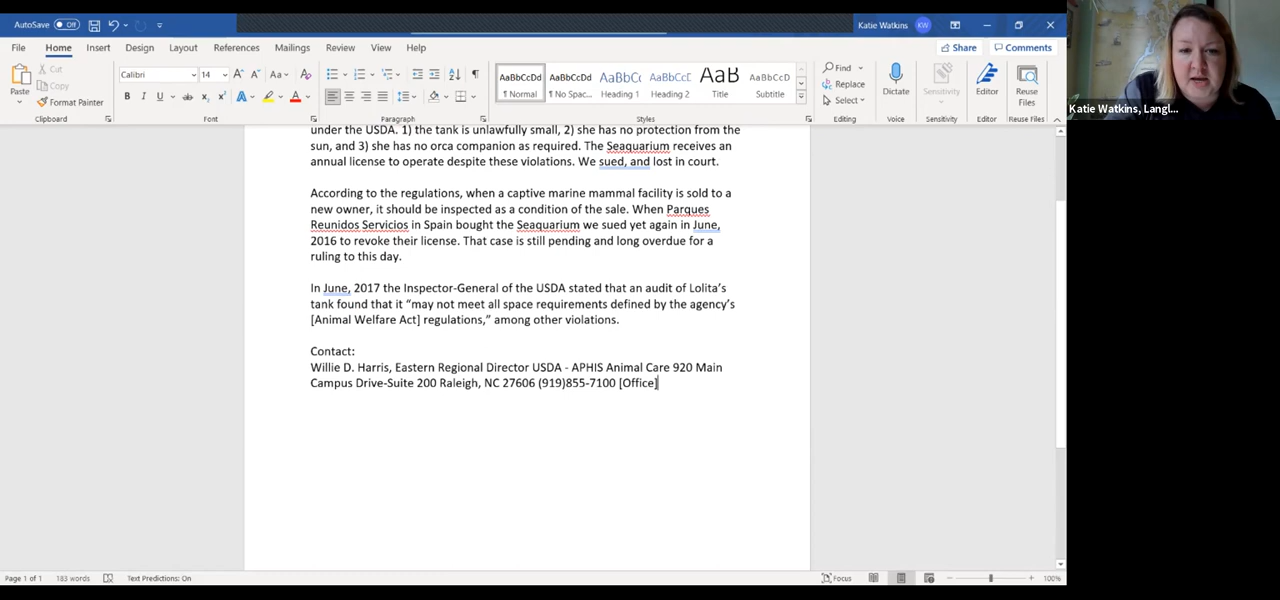 AutoSave Off
Katie Watkins KW
File Home Insert Design Layout References Mailings Review View Help
Share Comments
Paste
Cut
Copy
Format Painter
Calibri 14
Aa
B I U ab
AaBbCcDd AaBbCcDd AaBbCc AaBbCcC AaB AaBbCcD
¶ Normal ¶ No Spac... Heading 1 Heading 2 Title Subtitle
Find
Replace
Select
Dictate
Sensitivity
Editor
Reuse
Files
Clipboard Font Paragraph Styles Editing Voice Sensitivity Editor Reuse Files
Katie Watkins, Langl...
under the USDA. 1) the tank is unlawfully small, 2) she has no protection from the
sun, and 3) she has no orca companion as required. The Seaquarium receives an
annual license to operate despite these violations. We sued, and lost in court.
According to the regulations, when a captive marine mammal facility is sold to a
new owner, it should be inspected as a condition of the sale. When Parques
Reunidos Servicios in Spain bought the Seaquarium we sued yet again in June,
2016 to revoke their license. That case is still pending and long overdue for a
ruling to this day.
In June, 2017 the Inspector-General of the USDA stated that an audit of Lolita’s
tank found that it “may not meet all space requirements defined by the agency’s
[Animal Welfare Act] regulations,” among other violations.
Contact:
Willie D. Harris, Eastern Regional Director USDA - APHIS Animal Care 920 Main
Campus Drive-Suite 200 Raleigh, NC 27606 (919)855-7100 [Office]
Page 1 of 1 183 words Text Predictions: On Focus 100%